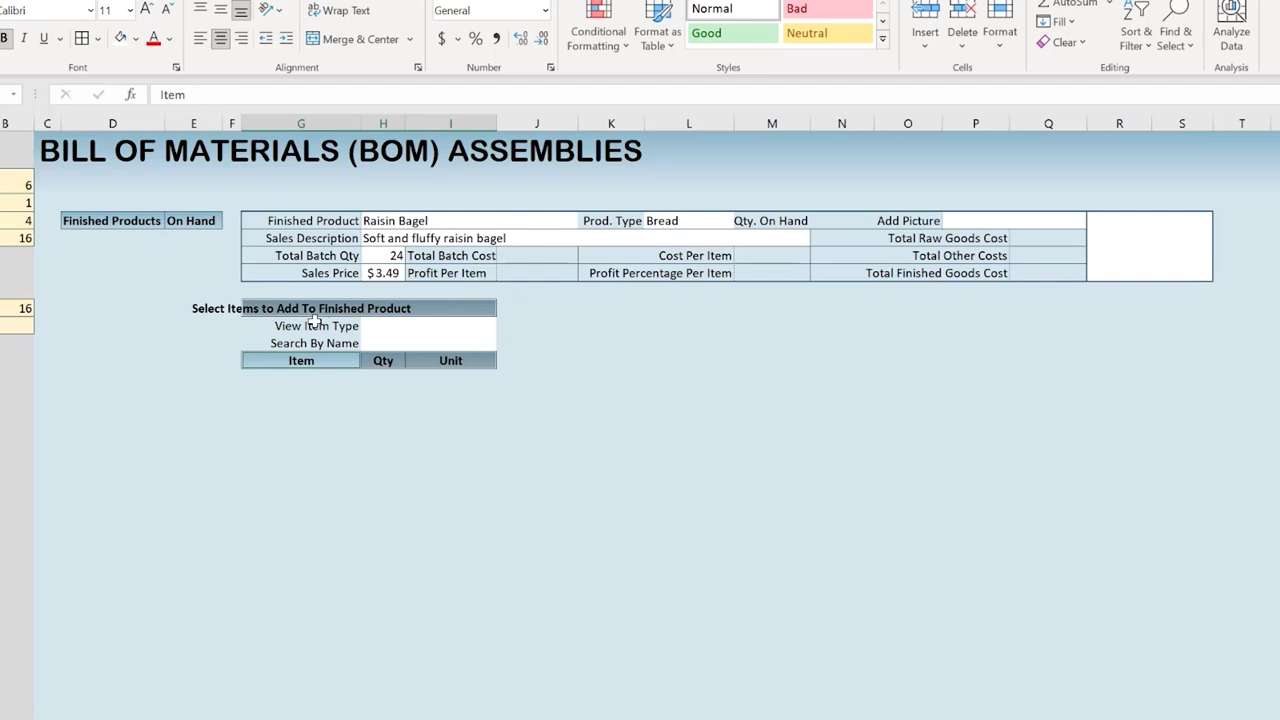 Calibri 11 A A Wrap Text General Normal Bad AutoSum
B I U A Merge & Center $ % , Conditional Formatting Format as Table Good Neutral Insert Delete Format Fill Clear Sort & Filter Find & Select Analyze Data
Font Alignment Number Styles Cells Editing Analysis
fx Item
B C D E F G H I J K L M N O P Q R S T
BILL OF MATERIALS (BOM) ASSEMBLIES
6
1
4 Finished Products On Hand Finished Product Raisin Bagel Prod. Type Bread Qty. On Hand Add Picture
16 Sales Description Soft and fluffy raisin bagel Total Raw Goods Cost
Total Batch Qty 24 Total Batch Cost Cost Per Item Total Other Costs
Sales Price $ 3.49 Profit Per Item Profit Percentage Per Item Total Finished Goods Cost
16 Select Items to Add To Finished Product
View Item Type
Search By Name
Item Qty Unit